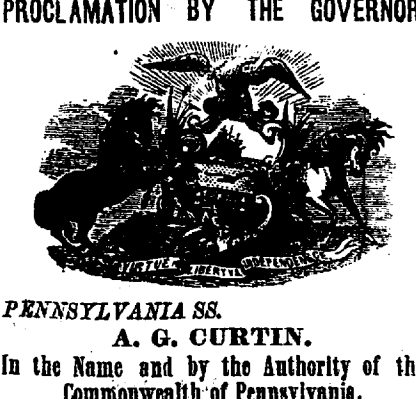 PROCLAMATION BY THE GOVERNOR
VIRTUE LIBERTY & INDEPENDENCE
PENNSYLVANIA SS.
A. G. CURTIN.
In the Name and by the Authority of th
Commonwealth of Pennsylvania.